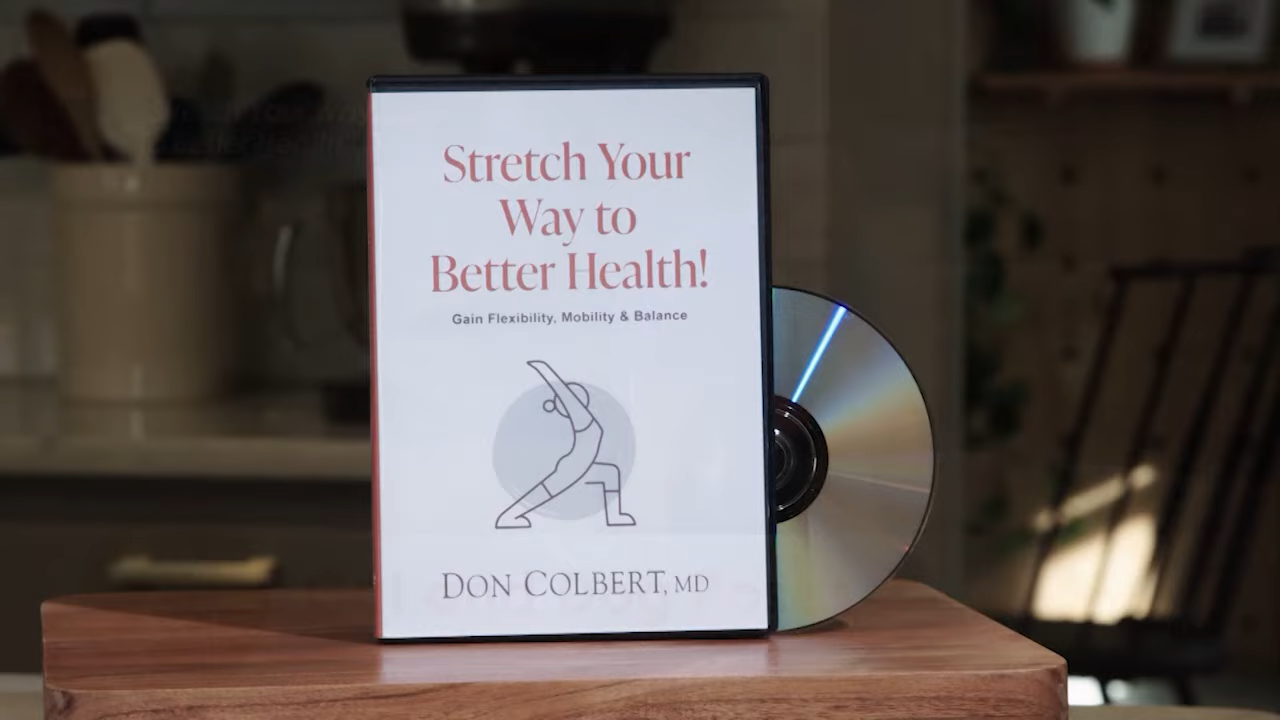 Stretch Your
Way to
Better Health!
Gain Flexibility, Mobility & Balance
DON COLBERT, MD